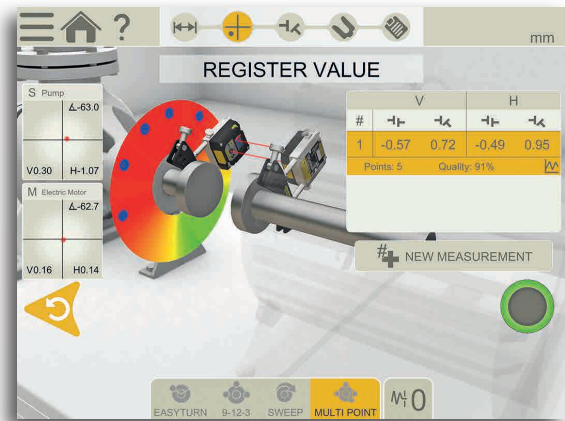 ?
mm
REGISTER VALUE
S Pump
∡-63.0
V0.30 H-1.07
M Electric Motor
∡-62.7
V0.16 H0.14
V H
#
1 -0.57 0.72 -0.49 0.95
Points: 5 Quality: 91%
# NEW MEASUREMENT
EASYTURN 9-12-3 SWEEP MULTI POINT
0